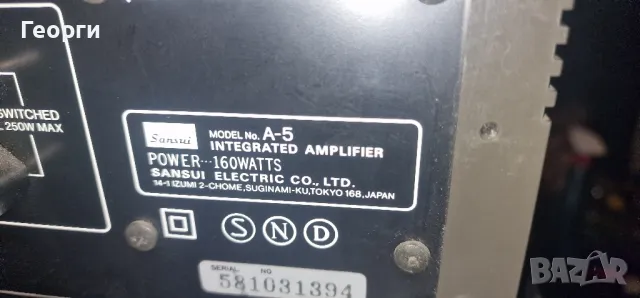 Георги
SWITCHED
L 250W MAX
Sansui
MODEL No. A-5
INTEGRATED AMPLIFIER
POWER···160WATTS
SANSUI ELECTRIC CO., LTD.
14-1 IZUMI 2-CHOME, SUGINAMI-KU, TOKYO 168, JAPAN
S N D
SERIAL NO
581031394
BAZAR